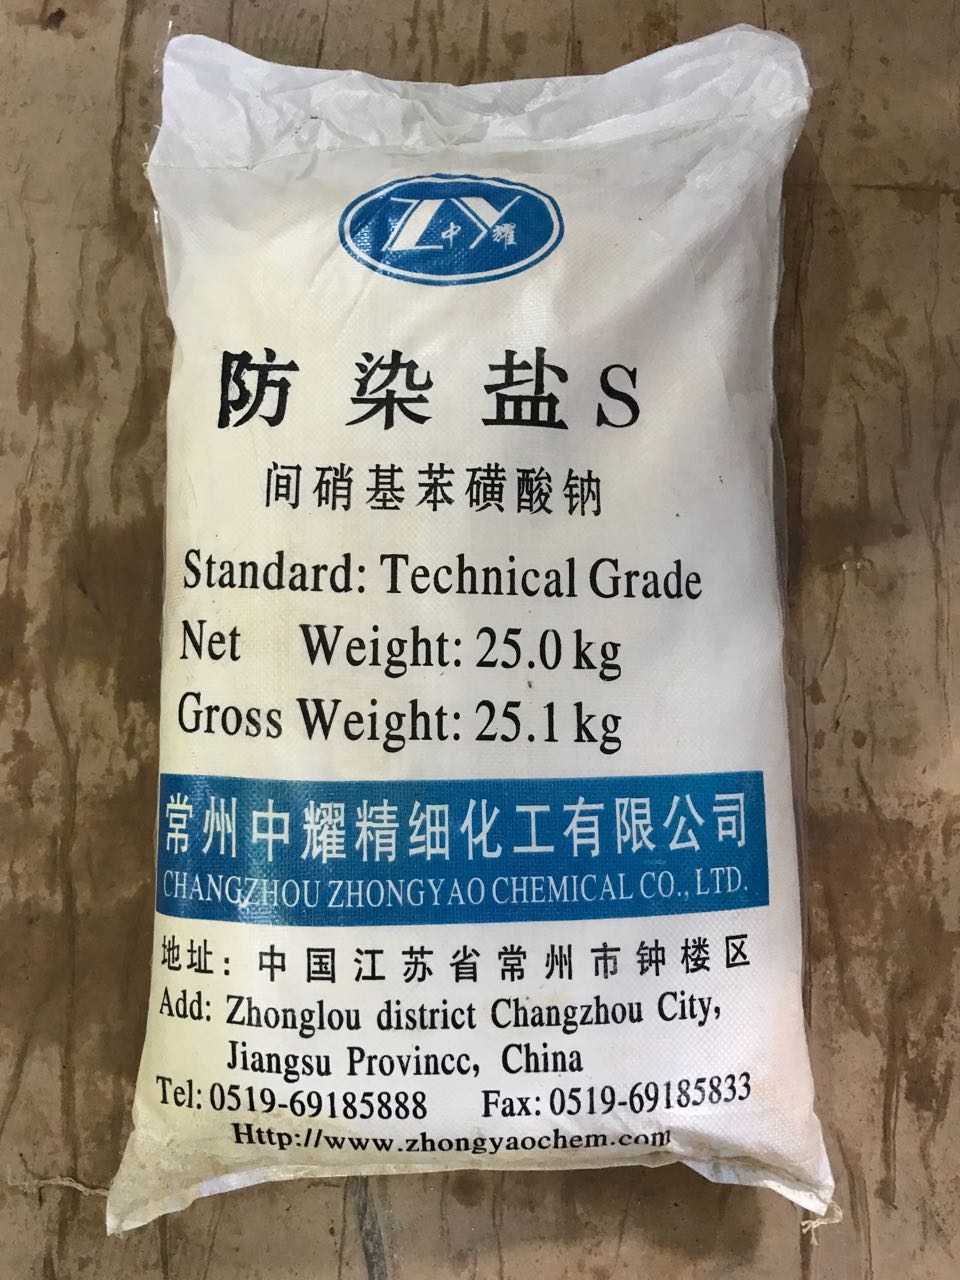 ZY中耀
防染盐S
间硝基苯磺酸钠
Standard: Technical Grade
Net Weight: 25.0 kg
Gross Weight: 25.1 kg
常州中耀精细化工有限公司
CHANGZHOU ZHONGYAO CHEMICAL CO., LTD.
地址: 中国江苏省常州市钟楼区
Add: Zhonglou district Changzhou City,
Jiangsu Provincc, China
Tel: 0519-69185888 Fax: 0519-69185833
Http://www.zhongyaochem.com